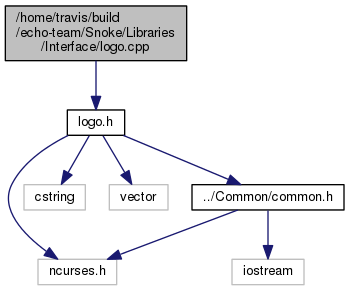 /home/travis/build
/echo-team/Snoke/Libraries
/Interface/logo.cpp
logo.h
cstring
vector
../Common/common.h
ncurses.h
iostream